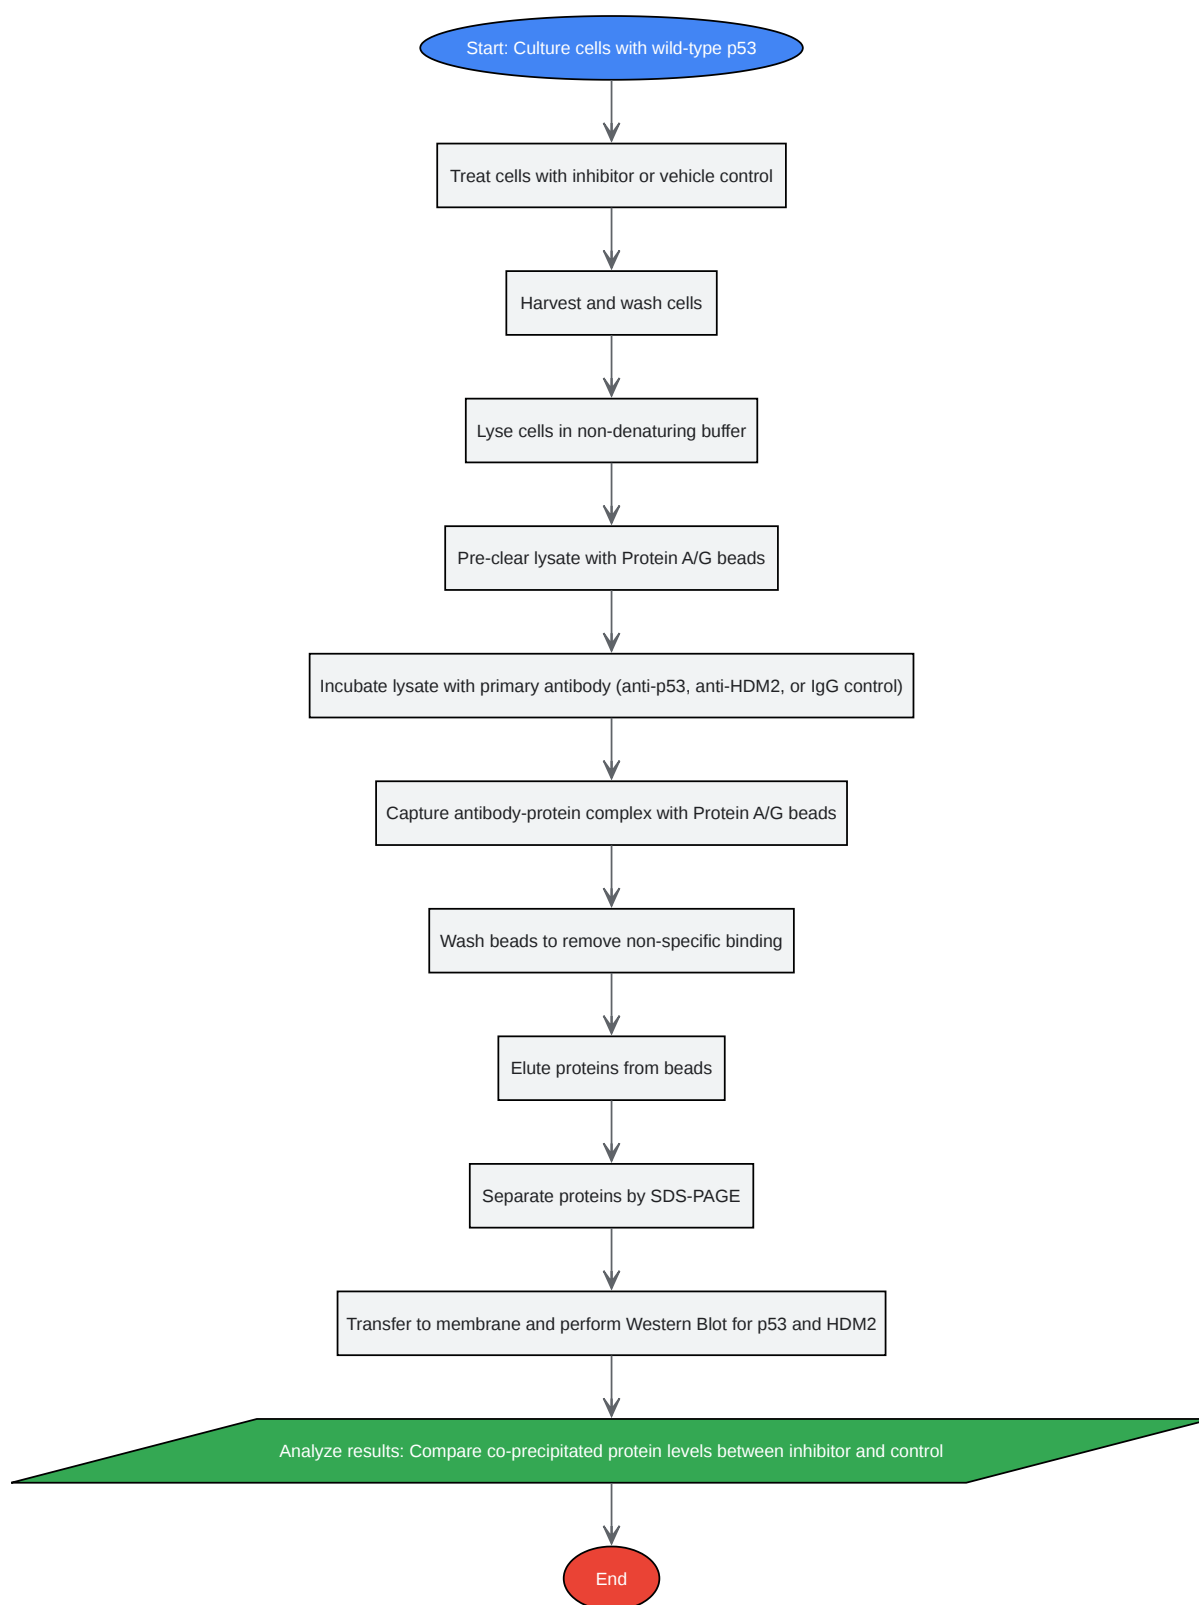 Start: Culture cells with wild-type p53
Treat cells with inhibitor or vehicle control
Harvest and wash cells
Lyse cells in non-denaturing buffer
Pre-clear lysate with Protein A/G beads
Incubate lysate with primary antibody (anti-p53, anti-HDM2, or IgG control)
Capture antibody-protein complex with Protein A/G beads
Wash beads to remove non-specific binding
Elute proteins from beads
Separate proteins by SDS-PAGE
Transfer to membrane and perform Western Blot for p53 and HDM2
Analyze results: Compare co-precipitated protein levels between inhibitor and control
End